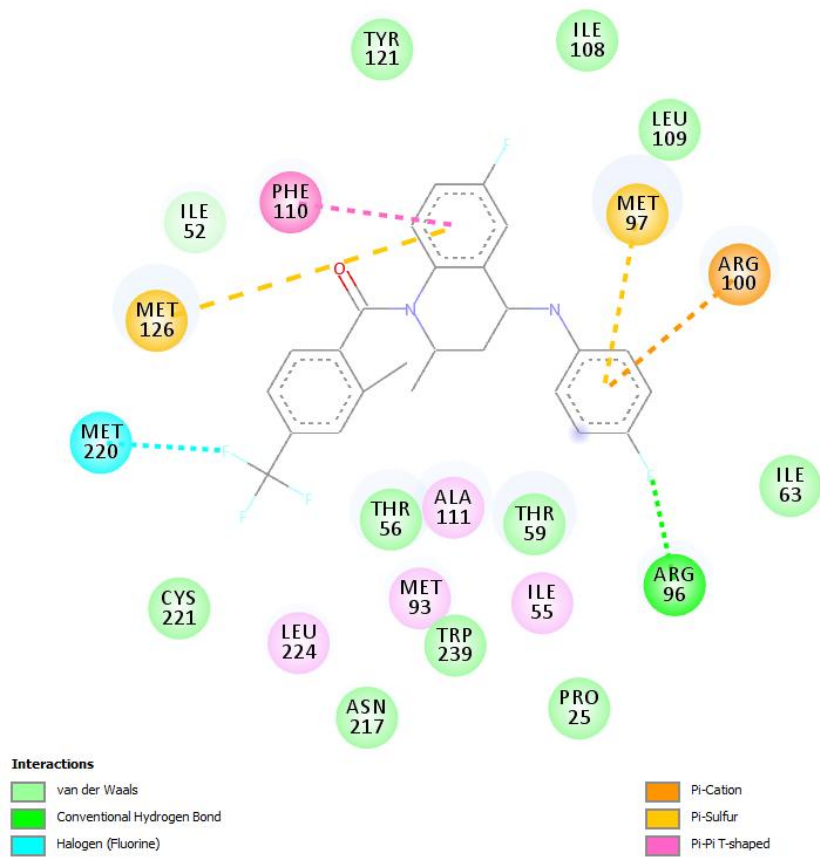 TYR
121
ILE
108
LEU
109
F
PHE
110
MET
97
ILE
52
ARG
100
O
MET
126
N
N
MET
220
F
F
F
F
THR
56
ALA
111
THR
59
ILE
63
ARG
96
MET
93
ILE
55
CYS
221
LEU
224
TRP
239
ASN
217
PRO
25
Interactions
van der Waals
Conventional Hydrogen Bond
Halogen (Fluorine)
Pi-Cation
Pi-Sulfur
Pi-Pi T-shaped